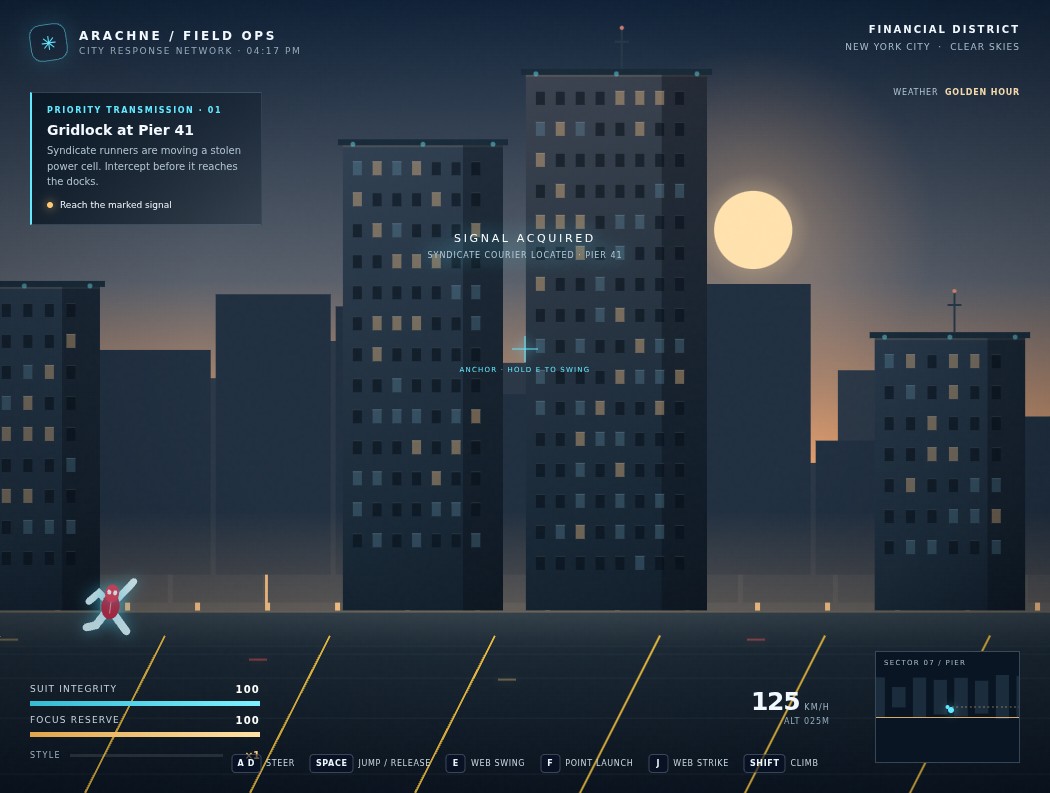 ARACHNE / FIELD OPS
CITY RESPONSE NETWORK · 04:17 PM
FINANCIAL DISTRICT
NEW YORK CITY · CLEAR SKIES
WEATHER GOLDEN HOUR
PRIORITY TRANSMISSION · 01
Gridlock at Pier 41
Syndicate runners are moving a stolen
power cell. Intercept before it reaches
the docks.
Reach the marked signal
SIGNAL ACQUIRED
SYNDICATE COURIER LOCATED · PIER 41
ANCHOR · HOLD E TO SWING
SUIT INTEGRITY 100
FOCUS RESERVE 100
STYLE x1
125 KM/H
ALT 025M
SECTOR 07 / PIER
A D STEER SPACE JUMP / RELEASE E WEB SWING F POINT LAUNCH J WEB STRIKE SHIFT CLIMB